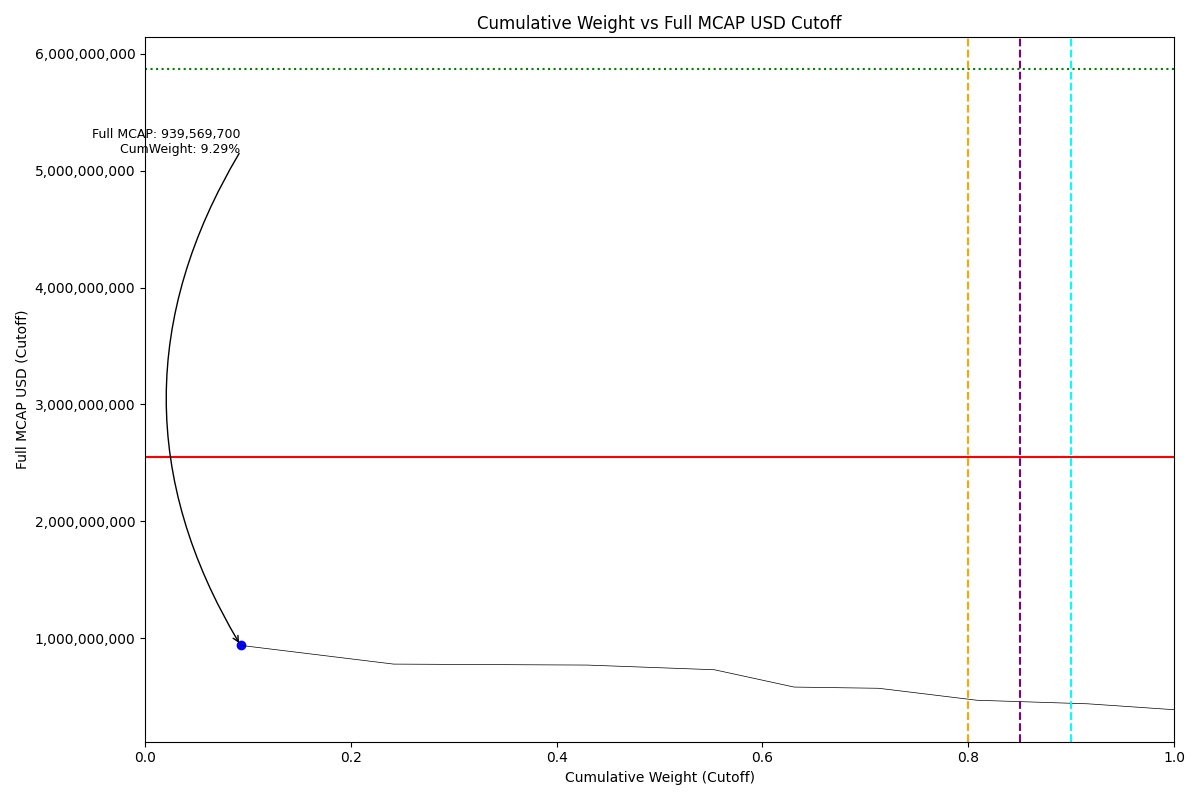 Cumulative Weight vs Full MCAP USD Cutoff
6,000,000,000
5,000,000,000
4,000,000,000
3,000,000,000
2,000,000,000
1,000,000,000
Full MCAP USD (Cutoff)
Full MCAP: 939,569,700
CumWeight: 9.29%
0.0 0.2 0.4 0.6 0.8 1.0
Cumulative Weight (Cutoff)